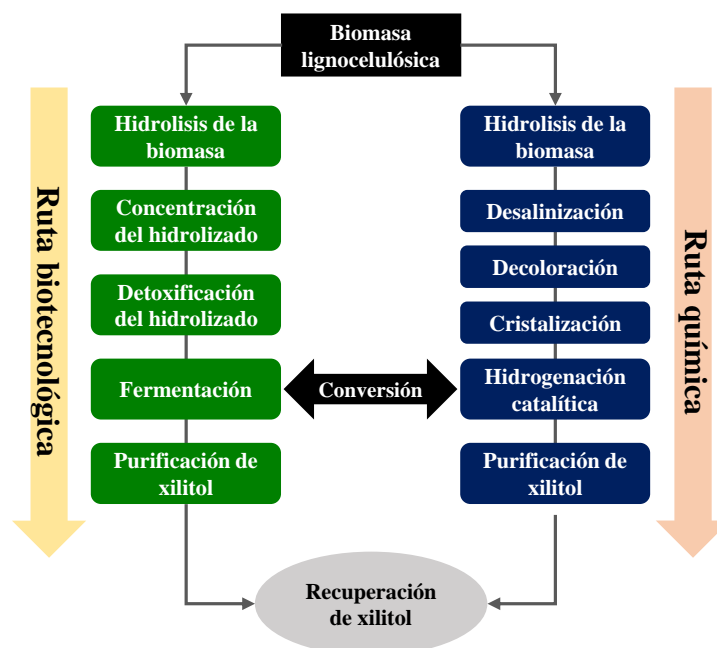 Biomasa
lignocelulósica
Ruta biotecnológica
Hidrolisis de la
biomasa
Concentración
del hidrolizado
Detoxificación
del hidrolizado
Fermentación
Purificación de
xilitol
Conversión
Hidrolisis de la
biomasa
Desalinización
Decoloración
Cristalización
Hidrogenación
catalítica
Purificación de
xilitol
Ruta química
Recuperación
de xilitol